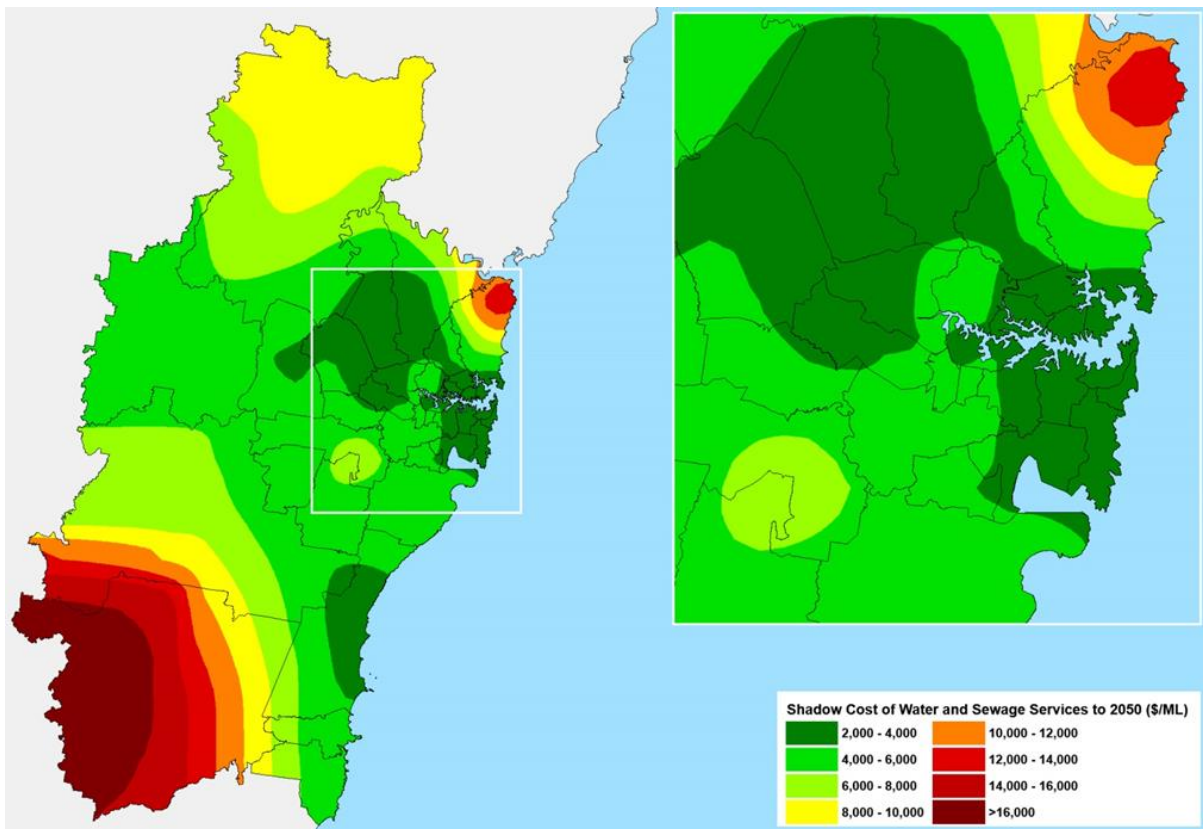 Shadow Cost of Water and Sewage Services to 2050 ($/ML)
2,000 - 4,000
4,000 - 6,000
6,000 - 8,000
8,000 - 10,000
10,000 - 12,000
12,000 - 14,000
14,000 - 16,000
>16,000